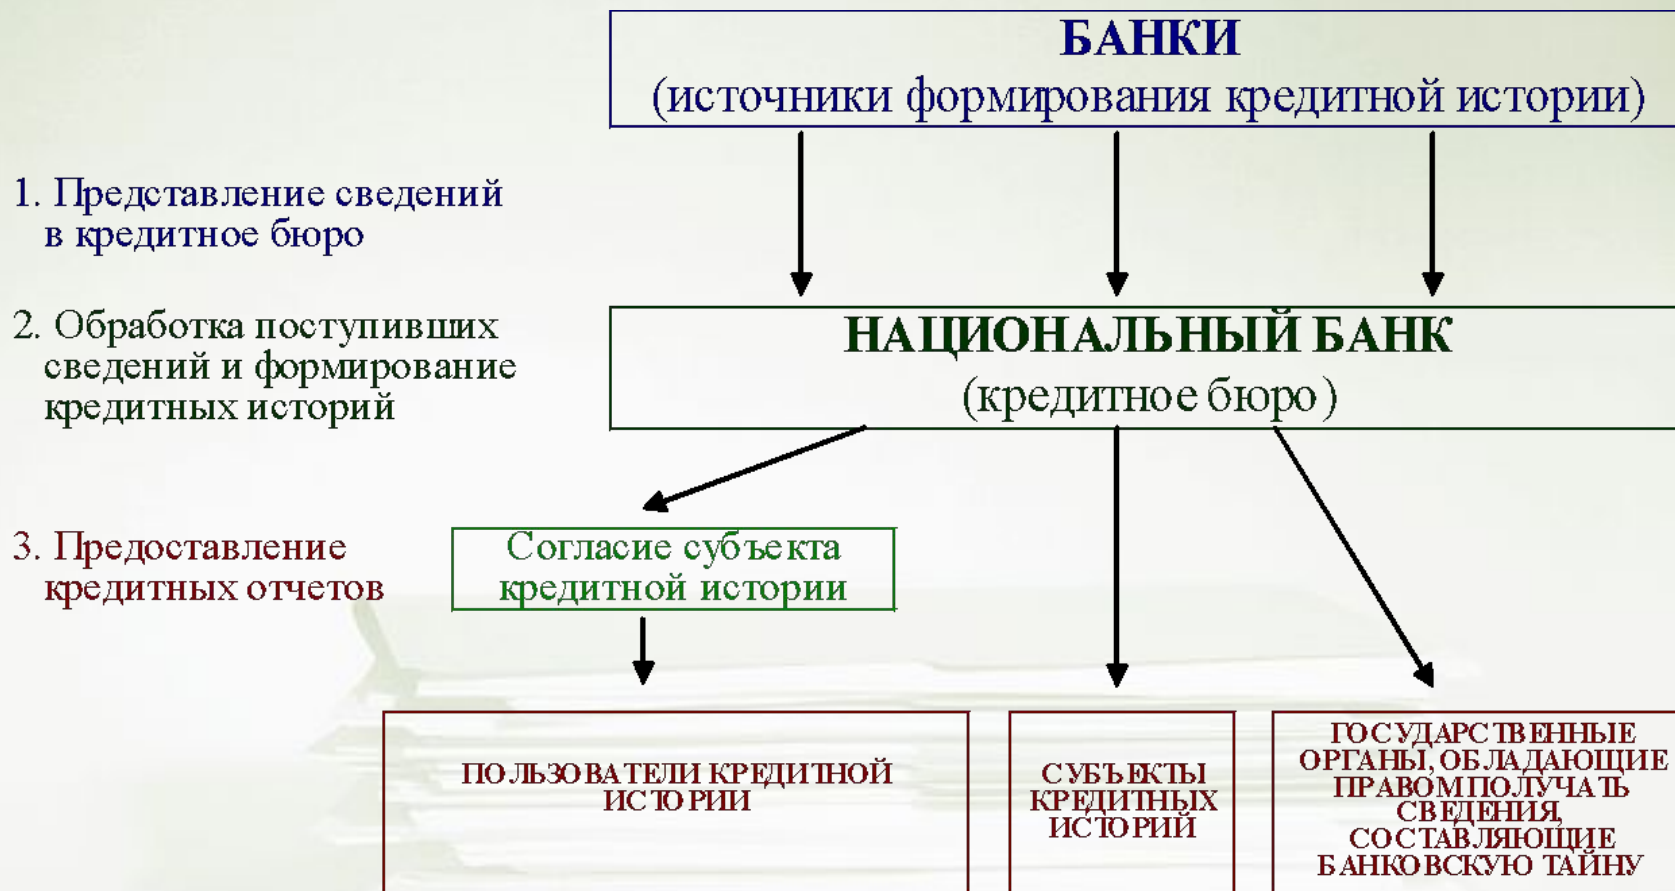 БАНКИ
(источники формирования кредитной истории)
1. Представление сведений
в кредитное бюро
2. Обработка поступивших
сведений и формирование
кредитных историй
НАЦИОНАЛЬНЫЙ БАНК
(кредитное бюро)
3. Предоставление
кредитных отчетов
Согласие субъекта
кредитной истории
ПОЛЬЗОВАТЕЛИ КРЕДИТНОЙ
ИСТОРИИ
СУБЪЕКТЫ
КРЕДИТНЫХ
ИСТОРИЙ
ГОСУДАРСТВЕННЫЕ
ОРГАНЫ, ОБЛАДАЮЩИЕ
ПРАВОМ ПОЛУЧАТЬ
СВЕДЕНИЯ,
СОСТАВЛЯЮЩИЕ
БАНКОВСКУЮ ТАЙНУ